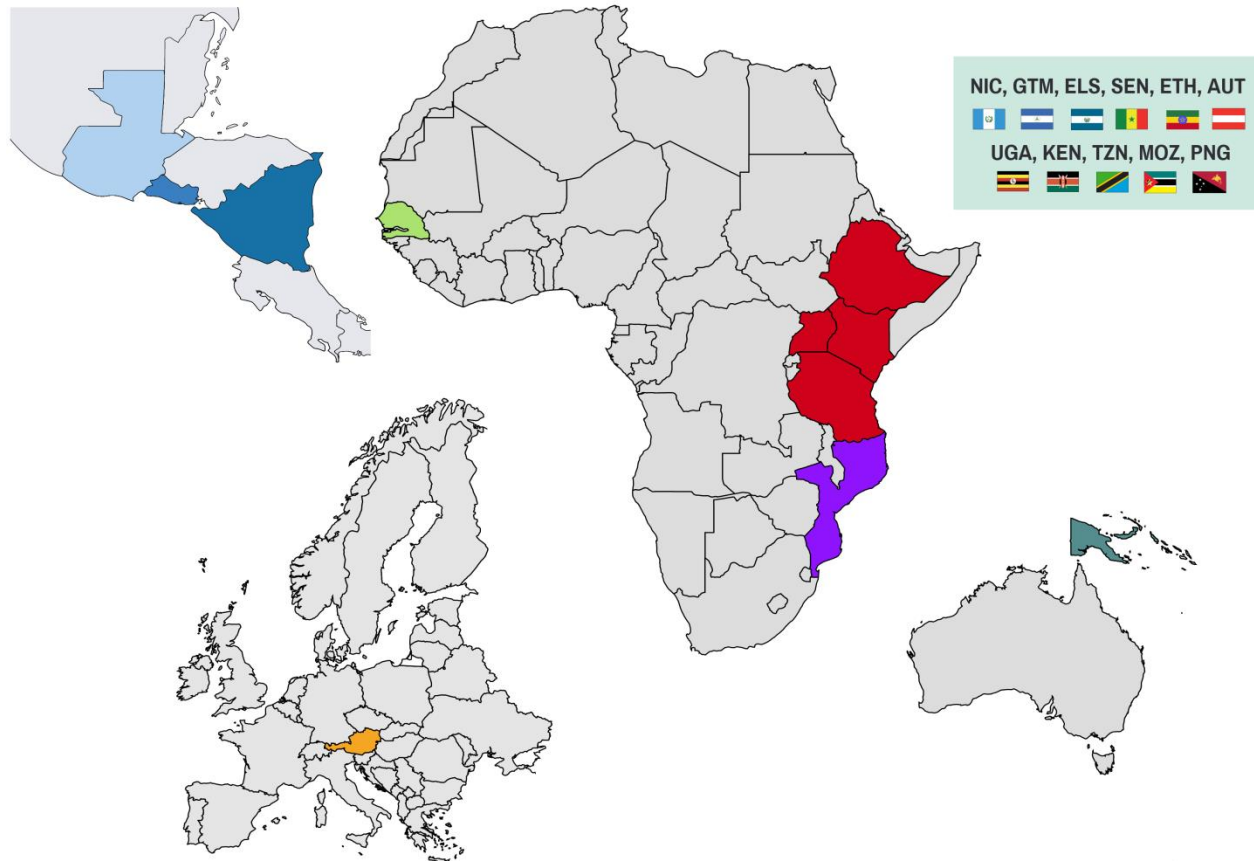 NIC, GTM, ELS, SEN, ETH, AUT
UGA, KEN, TZN, MOZ, PNG